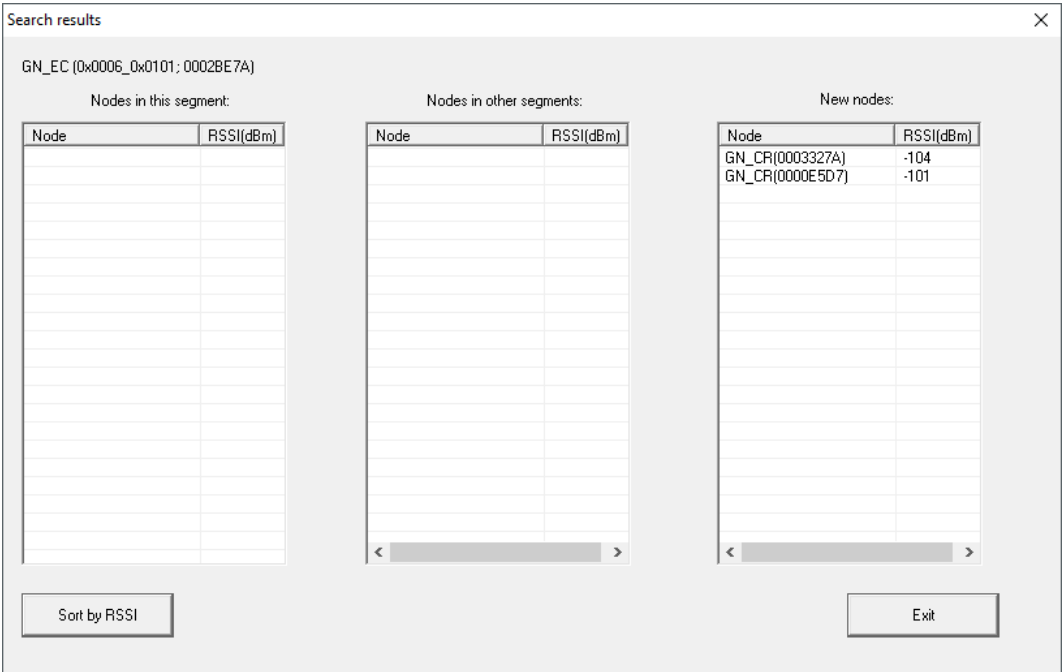 Search results
GN_EC (0x0006_0x0101; 0002BE7A)
Nodes in this segment:
Node RSSI(dBm)
Nodes in other segments:
Node RSSI(dBm)
New nodes:
Node RSSI(dBm)
GN_CR(0003327A) -104
GN_CR(0000E5D7) -101
Sort by RSSI
Exit